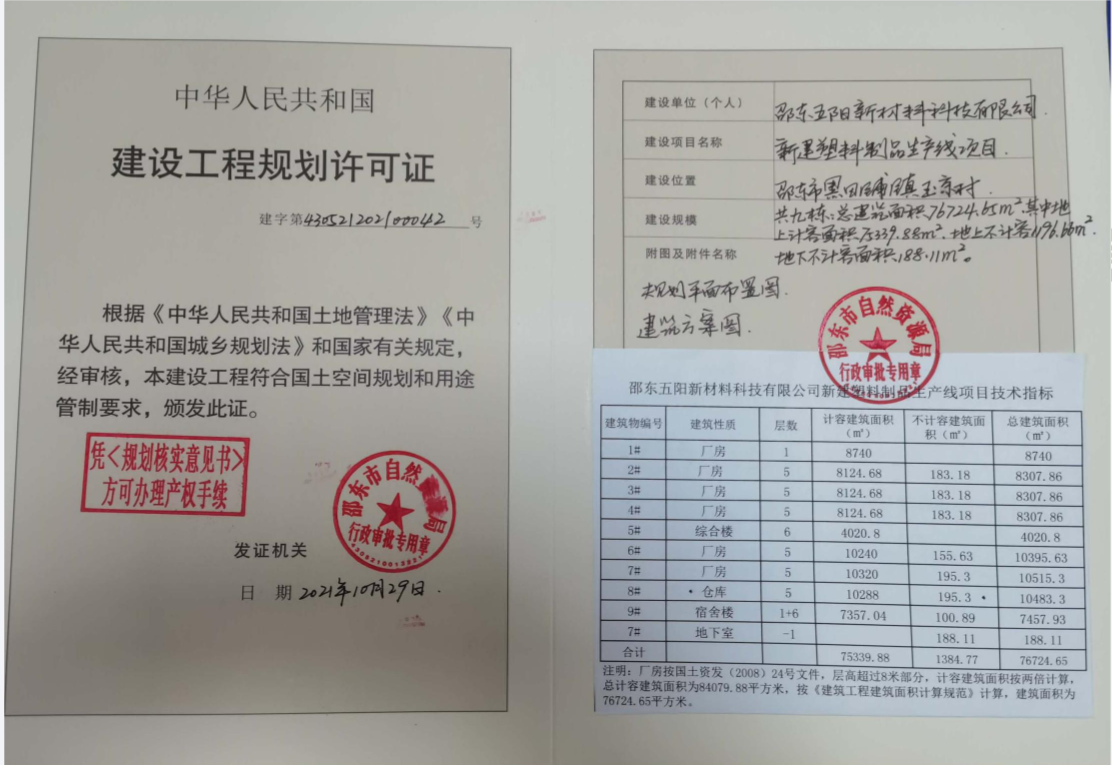 中华人民共和国
建设工程规划许可证
建字第430521202100042号
根据《中华人民共和国土地管理法》《中
华人民共和国城乡规划法》和国家有关规定，
经审核，本建设工程符合国土空间规划和用途
管制要求，颁发此证。
凭<规划核实意见书>
方可办理产权手续
邵东市自然资源局
行政审批专用章
发证机关
日 期 2021年10月29日.
建设单位（个人） 邵东五阳新材料科技有限公司.
建设项目名称 新建塑料制品生产线项目.
建设位置 邵东市黑田铺镇玉京村.
建设规模 共九栋:总建筑面积76724.65m².其中地
上计容面积75339.88m².地上不计容1196.66m².
附图及附件名称 地下不计容面积188.11m²。
规划平面布置图.
建筑方案图.
邵东市自然资源局
行政审批专用章
邵东五阳新材料科技有限公司新建塑料制品生产线项目技术指标
建筑物编号 建筑性质 层数 计容建筑面积（㎡） 不计容建筑面积（㎡） 总建筑面积（㎡）
1# 厂房 1 8740 8740
2# 厂房 5 8124.68 183.18 8307.86
3# 厂房 5 8124.68 183.18 8307.86
4# 厂房 5 8124.68 183.18 8307.86
5# 综合楼 6 4020.8 4020.8
6# 厂房 5 10240 155.63 10395.63
7# 厂房 5 10320 195.3 10515.3
8# 仓库 5 10288 195.3 10483.3
9# 宿舍楼 1+6 7357.04 100.89 7457.93
7# 地下室 -1 188.11 188.11
合计 75339.88 1384.77 76724.65
注明：厂房按国土资发（2008）24号文件，层高超过8米部分，计容建筑面积按两倍计算，
总计容建筑面积为84079.88平方米，按《建筑工程建筑面积计算规范》计算，建筑面积为
76724.65平方米。